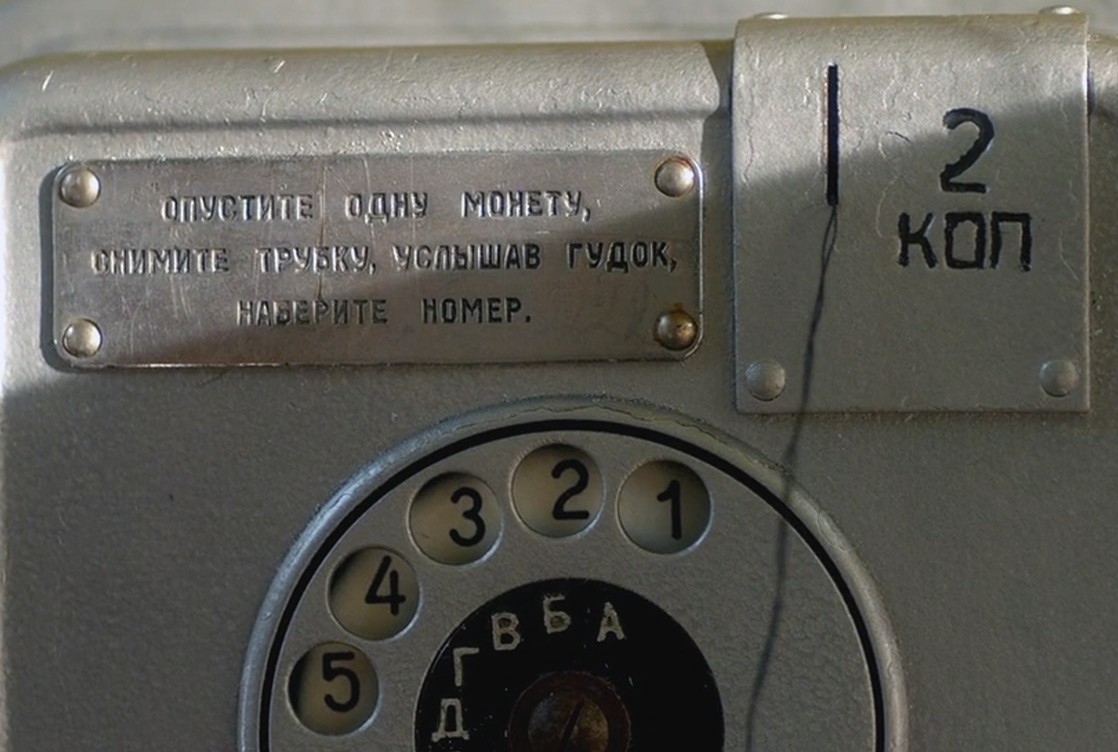 ОПУСТИТЕ ОДНУ МОНЕТУ,
СНИМИТЕ ТРУБКУ, УСЛЫШАВ ГУДОК,
НАБЕРИТЕ НОМЕР.
2
КОП
1
2
3
4
5
А
Б
В
Г
Д